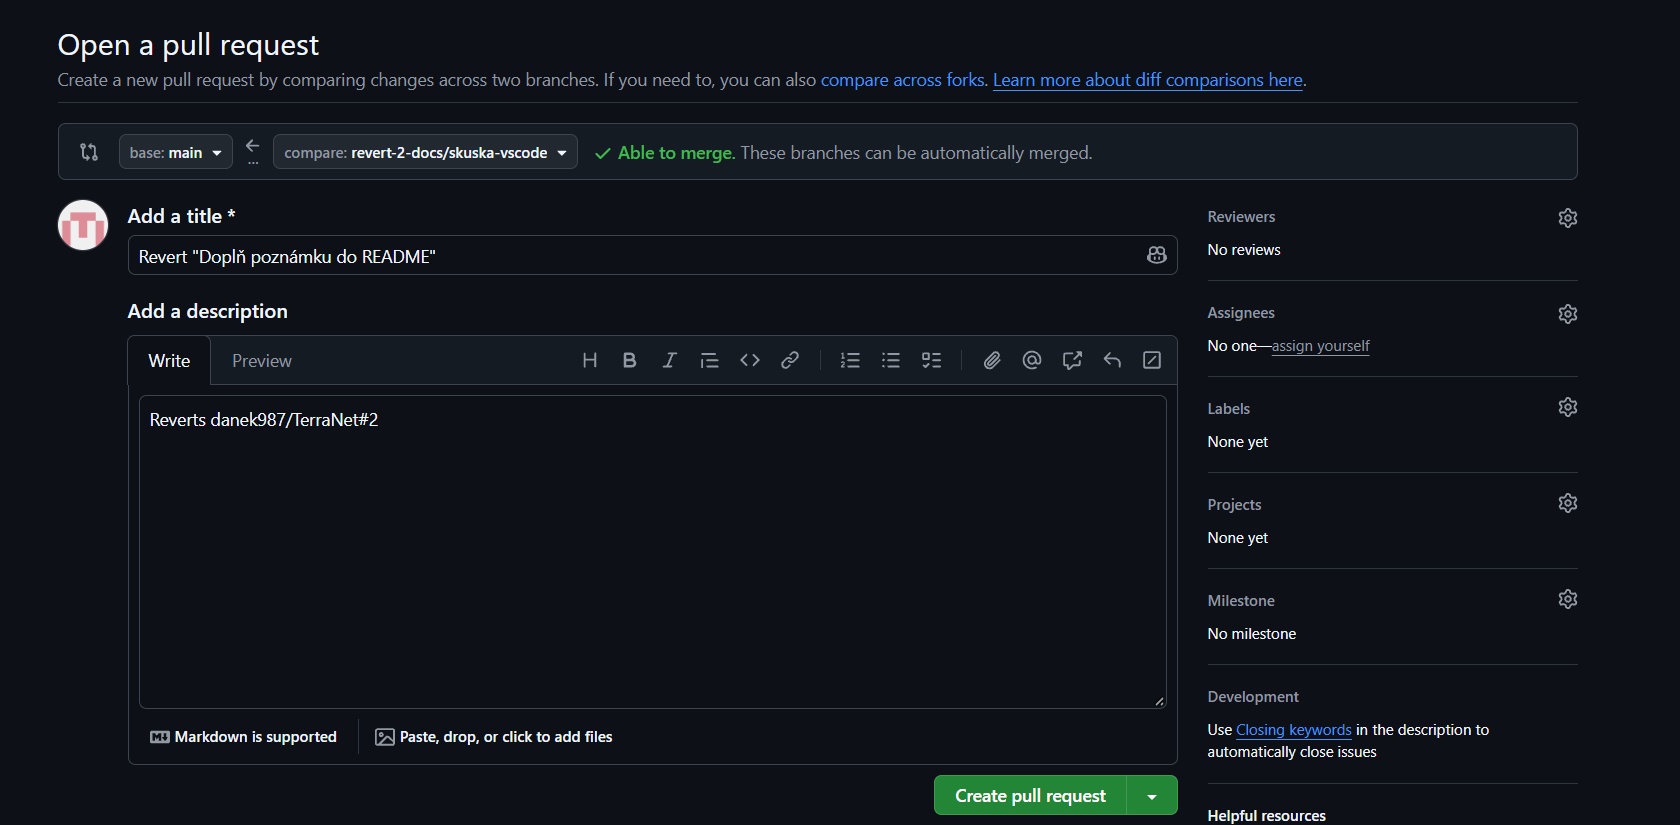 Open a pull request
Create a new pull request by comparing changes across two branches. If you need to, you can also compare across forks. Learn more about diff comparisons here.
base: main
...
compare: revert-2-docs/skuska-vscode
Able to merge. These branches can be automatically merged.
Add a title *
Revert "Doplň poznámku do README"
Add a description
Write
Preview
Reverts danek987/TerraNet#2
Markdown is supported
Paste, drop, or click to add files
Create pull request
Reviewers
No reviews
Assignees
No one—assign yourself
Labels
None yet
Projects
None yet
Milestone
No milestone
Development
Use Closing keywords in the description to
automatically close issues
Helpful resources